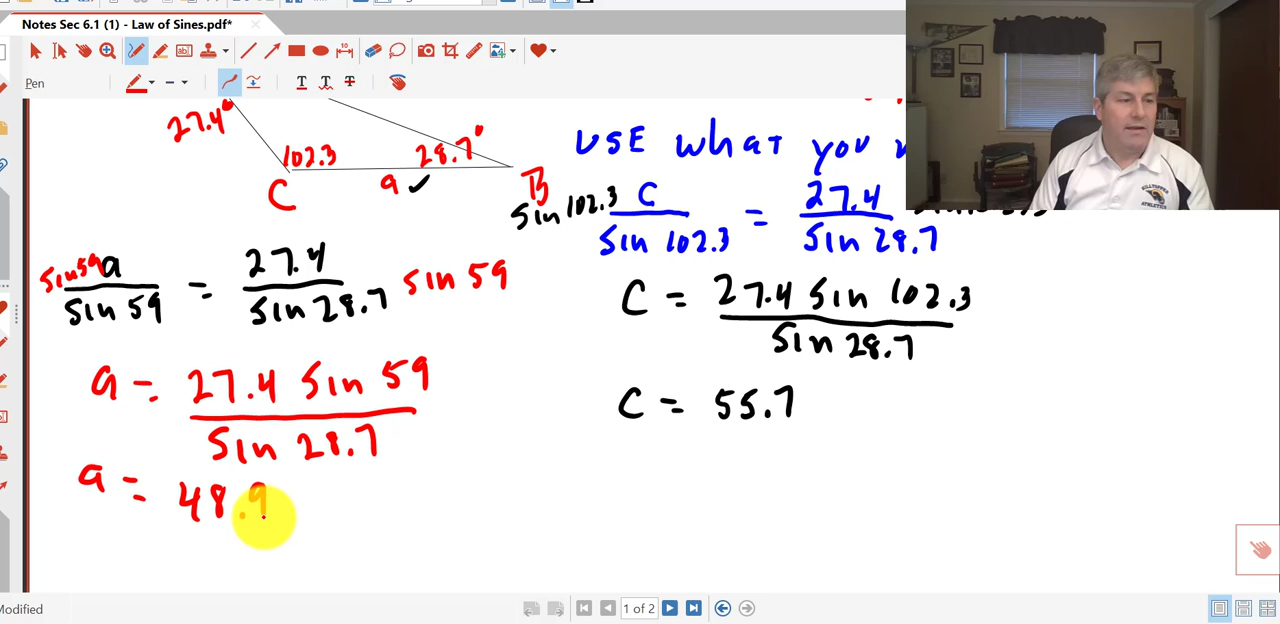 Notes Sec 6.1 (1) - Law of Sines.pdf*
Pen
27.4
102.3
28.7°
C
a ✓
B
USE what you
sin 102.3 C / sin 102.3 = 27.4 / sin 28.7
HILLTOPPER
ATHLETICS
sin 59 a / sin 59 = 27.4 / sin 28.7 sin 59
C = 27.4 sin 102.3 / sin 28.7
a = 27.4 sin 59 / sin 28.7
C = 55.7
a = 48.9
Modified
1 of 2